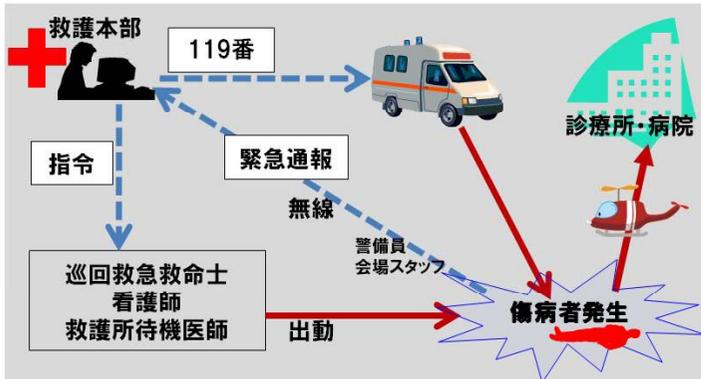 救護本部
119番
診療所・病院
指令
緊急通報
無線
警備員
会場スタッフ
巡回救急救命士
看護師
救護所待機医師
出動
傷病者発生